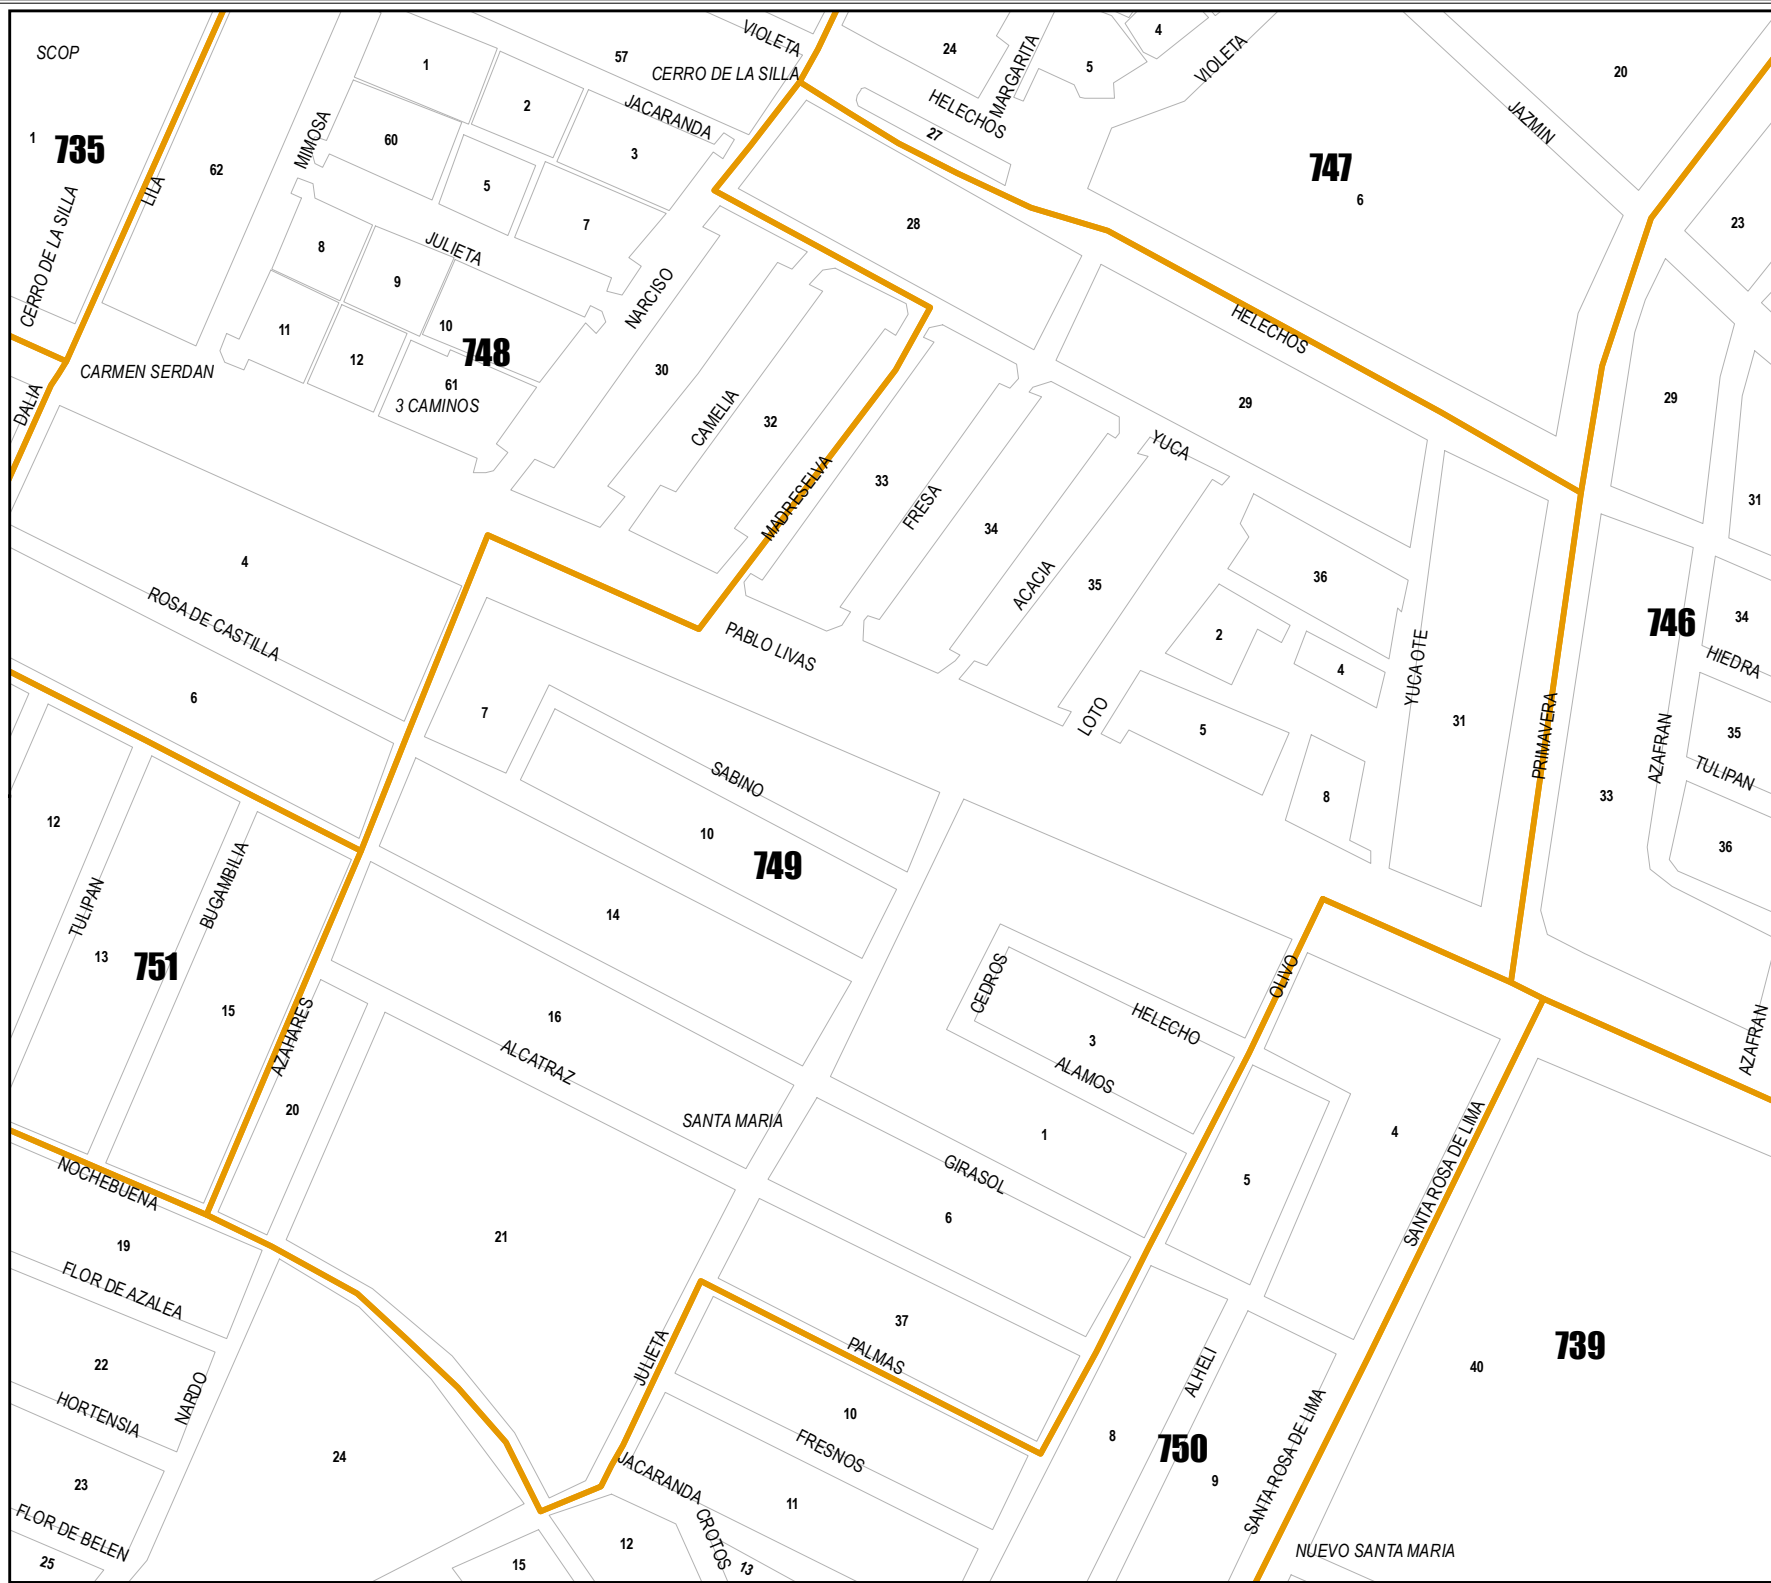 SCOP
1
735
CERRO DE LA SILLA
LILA
62
MIMOSA
1
2
57
VIOLETA
CERRO DE LA SILLA
JACARANDA
3
60
5
7
8
JULIETA
9
11
10
12
748
61
3 CAMINOS
NARCISO
30
CAMELIA
32
MADRESELVA
CARMEN SERDAN
DALIA
24
MARGARITA
HELECHOS
27
5
4
VIOLETA
747
6
JAZMIN
20
23
28
HELECHOS
29
YUCA
29
31
33
FRESA
34
ACACIA
35
36
2
4
LOTO
5
8
YUCA OTE
31
PRIMAVERA
746
34
HIEDRA
AZAFRAN
35
TULIPAN
33
36
AZAFRAN
4
ROSA DE CASTILLA
6
PABLO LIVAS
7
SABINO
10
749
14
12
TULIPAN
BUGAMBILIA
13
751
15
AZAHARES
16
ALCATRAZ
20
SANTA MARIA
CEDROS
HELECHO
3
ALAMOS
OLIVO
1
GIRASOL
6
5
4
SANTA ROSA DE LIMA
NOCHEBUENA
19
FLOR DE AZALEA
21
22
HORTENSIA
NARDO
23
FLOR DE BELEN
25
24
JULIETA
37
PALMAS
10
FRESNOS
JACARANDA
11
CROTOS
12
13
15
ALHELI
8
750
9
SANTA ROSA DE LIMA
739
40
NUEVO SANTA MARIA